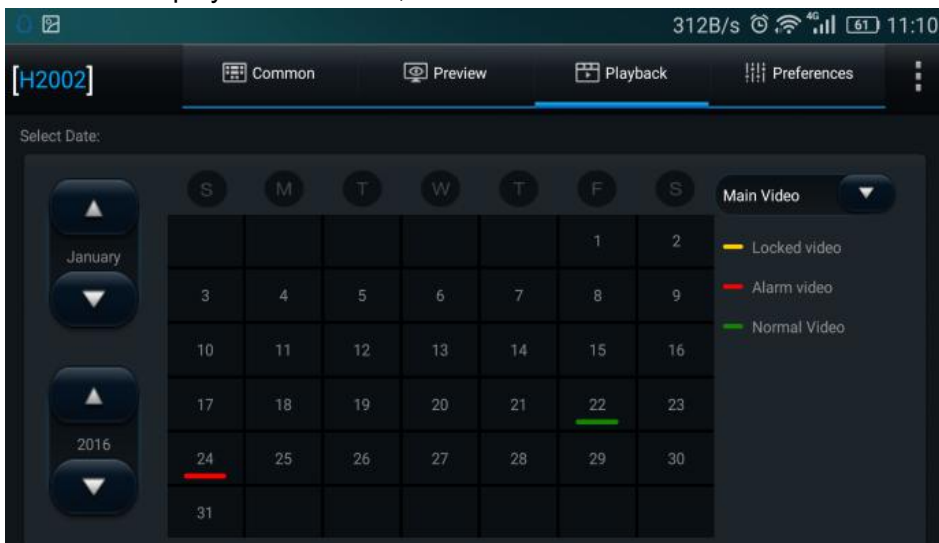 312B/s 4G 61 11:10
[H2002] Common Preview Playback Preferences
Select Date:
S M T W T F S Main Video
January 1 2 Locked video
3 4 5 6 7 8 9 Alarm video
Normal Video
10 11 12 13 14 15 16
17 18 19 20 21 22 23
2016
24 25 26 27 28 29 30
31